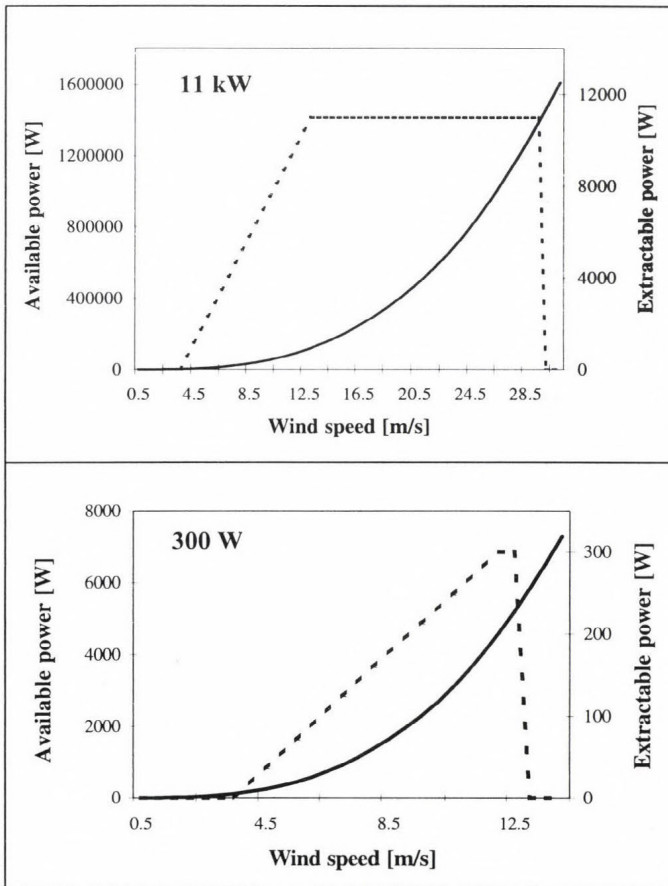 11 kW
Available power [W]
1600000
1400000
800000
400000
0
Extractable power [W]
12000
8000
4000
0
0.5 4.5 8.5 12.5 16.5 20.5 24.5 28.5
Wind speed [m/s]
300 W
Available power [W]
8000
6000
4000
2000
0
Extractable power [W]
300
200
100
0
0.5 4.5 8.5 12.5
Wind speed [m/s]